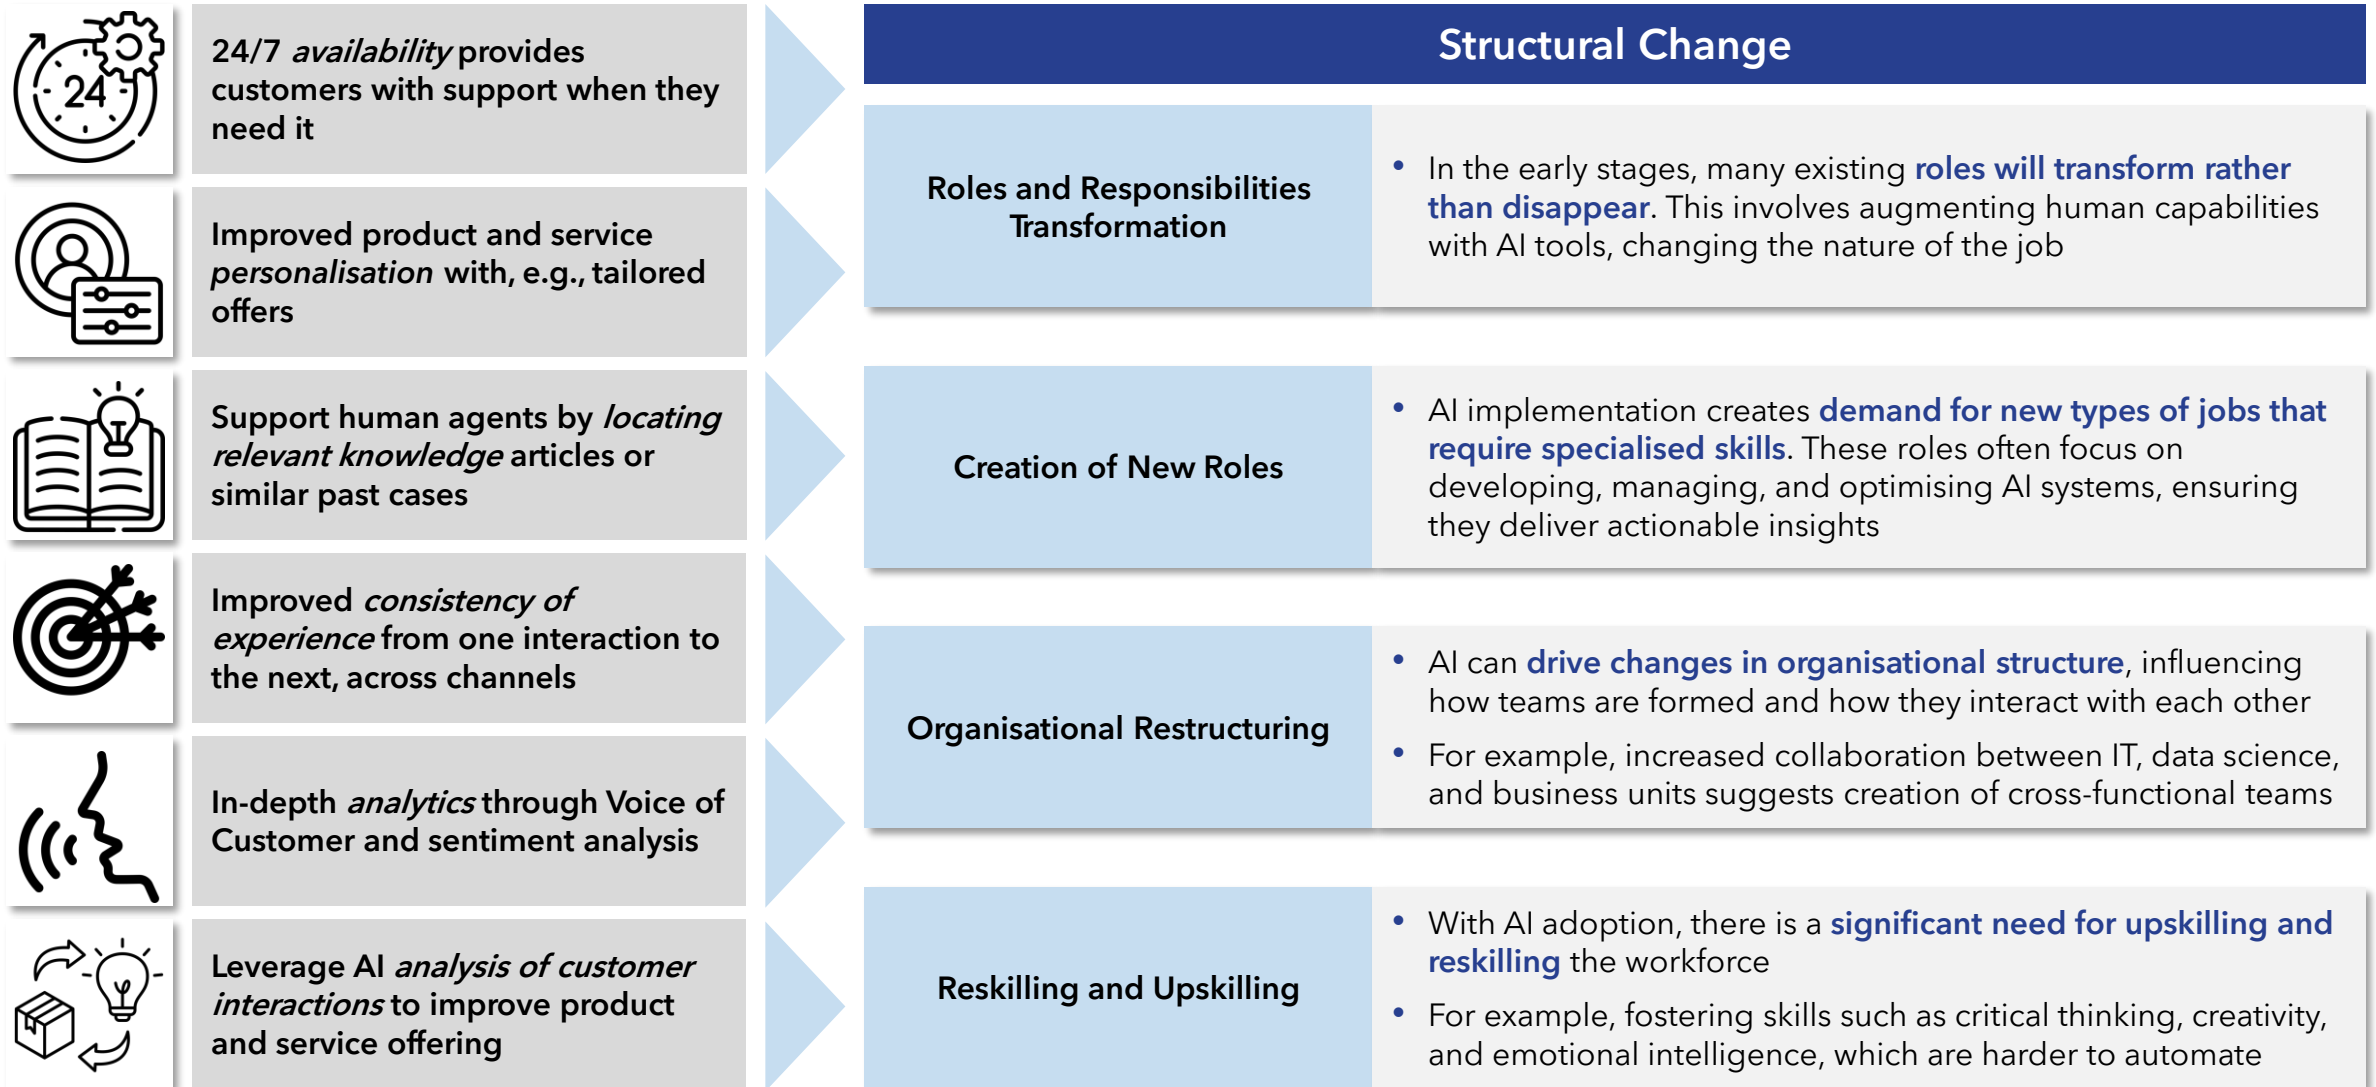 24
24/7 availability provides
customers with support when they
need it
Improved product and service
personalisation with, e.g., tailored
offers
Support human agents by locating
relevant knowledge articles or
similar past cases
Improved consistency of
experience from one interaction to
the next, across channels
In-depth analytics through Voice of
Customer and sentiment analysis
Leverage AI analysis of customer
interactions to improve product
and service offering
Structural Change
Roles and Responsibilities
Transformation
• In the early stages, many existing roles will transform rather
than disappear. This involves augmenting human capabilities
with AI tools, changing the nature of the job
Creation of New Roles
• AI implementation creates demand for new types of jobs that
require specialised skills. These roles often focus on
developing, managing, and optimising AI systems, ensuring
they deliver actionable insights
Organisational Restructuring
• AI can drive changes in organisational structure, influencing
how teams are formed and how they interact with each other
• For example, increased collaboration between IT, data science,
and business units suggests creation of cross-functional teams
Reskilling and Upskilling
• With AI adoption, there is a significant need for upskilling and
reskilling the workforce
• For example, fostering skills such as critical thinking, creativity,
and emotional intelligence, which are harder to automate